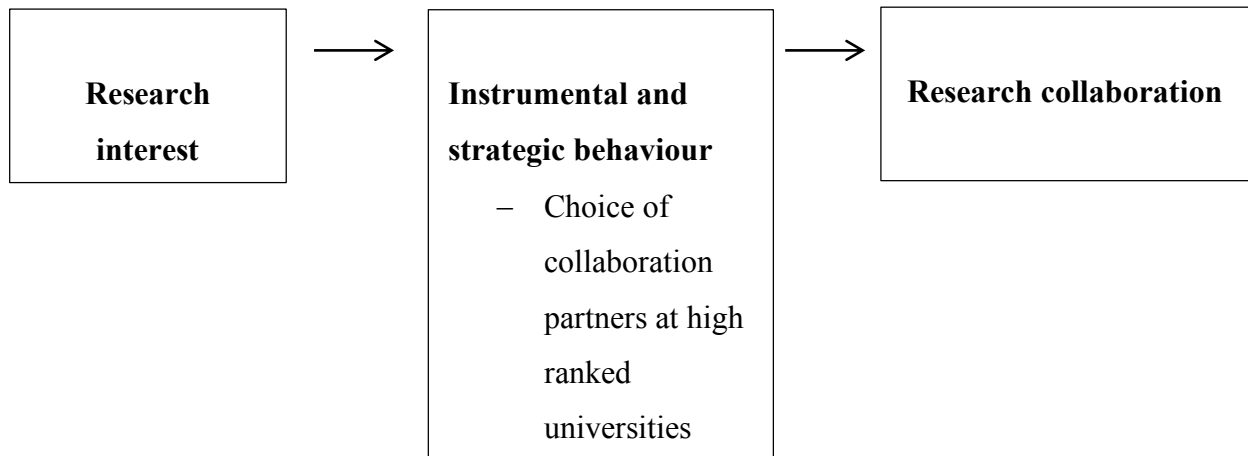 Research
interest
Instrumental and
strategic behaviour
– Choice of
collaboration
partners at high
ranked
universities
Research collaboration